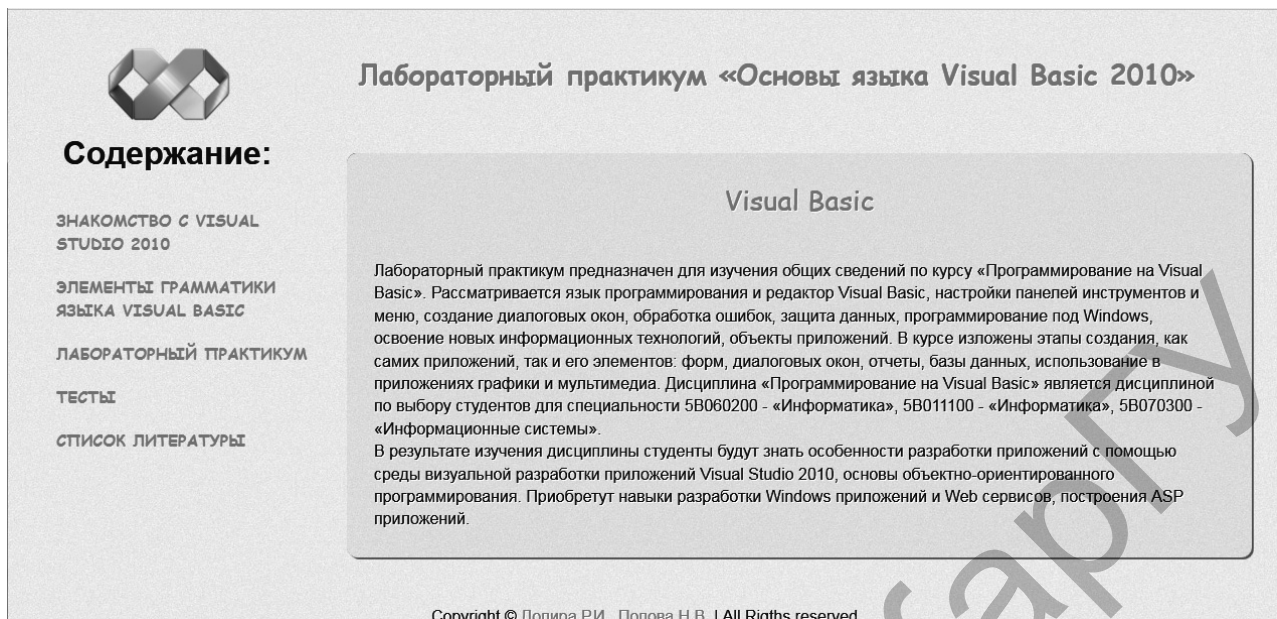 Лабораторный практикум «Основы языка Visual Basic 2010»
Содержание:
ЗНАКОМСТВО С VISUAL
STUDIO 2010
ЭЛЕМЕНТЫ ГРАММАТИКИ
ЯЗЫКА VISUAL BASIC
ЛАБОРАТОРНЫЙ ПРАКТИКУМ
ТЕСТЫ
СПИСОК ЛИТЕРАТУРЫ
Visual Basic
Лабораторный практикум предназначен для изучения общих сведений по курсу «Программирование на Visual
Basic». Рассматривается язык программирования и редактор Visual Basic, настройки панелей инструментов и
меню, создание диалоговых окон, обработка ошибок, защита данных, программирование под Windows,
освоение новых информационных технологий, объекты приложений. В курсе изложены этапы создания, как
самих приложений, так и его элементов: форм, диалоговых окон, отчеты, базы данных, использование в
приложениях графики и мультимедиа. Дисциплина «Программирование на Visual Basic» является дисциплиной
по выбору студентов для специальности 5В060200 - «Информатика», 5В011100 - «Информатика», 5В070300 -
«Информационные системы».
В результате изучения дисциплины студенты будут знать особенности разработки приложений с помощью
среды визуальной разработки приложений Visual Studio 2010, основы объектно-ориентированного
программирования. Приобретут навыки разработки Windows приложений и Web сервисов, построения ASP
приложений.
Copyright © Лопира Р.И., Попова Н.В. | All Rigths reserved